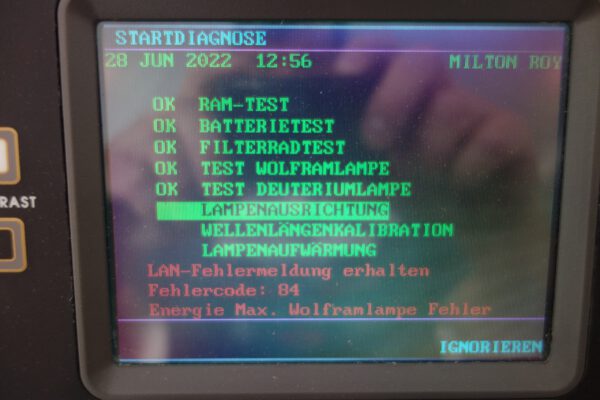 STARTDIAGNOSE
28 JUN 2022 12:56 MILTON ROY
OK RAM-TEST
OK BATTERIETEST
OK FILTERRADTEST
OK TEST WOLFRAMLAMPE
OK TEST DEUTERIUMLAMPE
LAMPENAUSRICHTUNG
WELLENLÄNGENKALIBRATION
LAMPENAUFWÄRMUNG
LAN-Fehlermeldung erhalten
Fehlercode: 84
Energie Max. Wolframlampe Fehler
IGNORIEREN
RAST